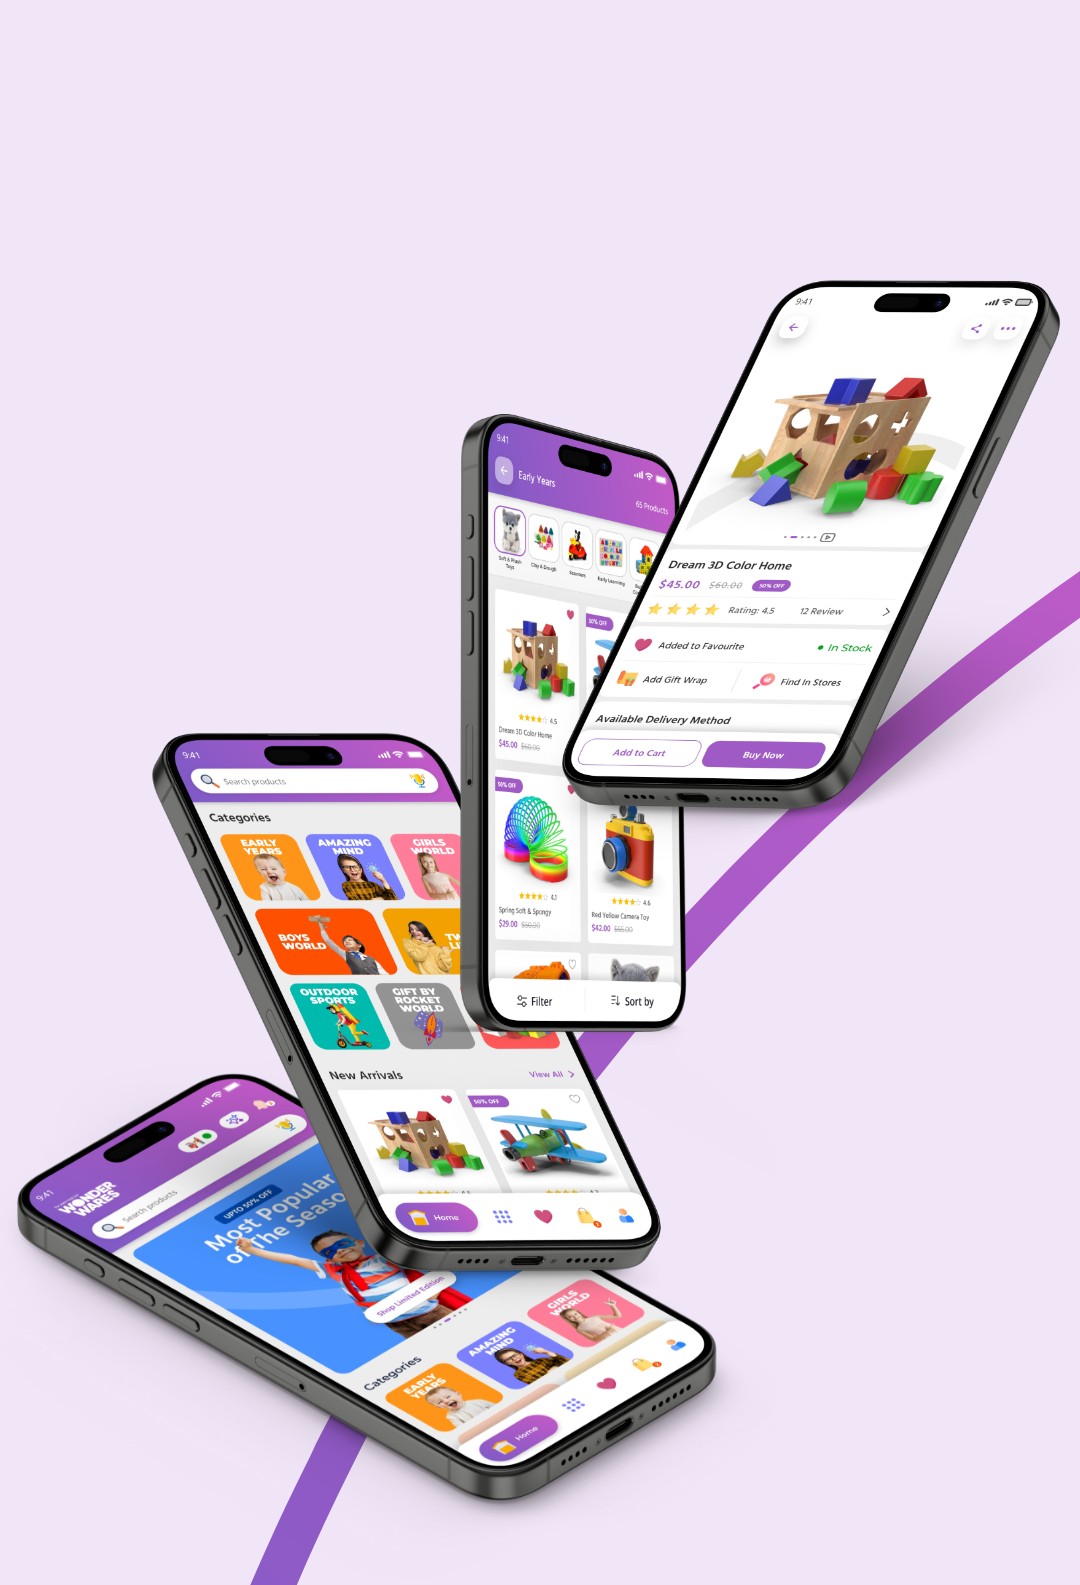 9:41
Dream 3D Color Home
$45.00 $60.00 50% OFF
Rating: 4.5 12 Review
Added to Favourite In Stock
Add Gift Wrap Find In Stores
Available Delivery Method
Add to Cart Buy Now
9:41
Early Years
65 Products
Soft & Plush
Toys
Clay & Dough
Scooters
Early Learning
50% OFF
4.5
Dream 3D Color Home
$45.00 $60.00
50% OFF
4.1
Spring Soft & Spongy
$29.00 $50.00
4.6
Red Yellow Camera Toy
$42.00 $65.00
Filter Sort by
9:41
Search products
Categories
EARLY
YEARS
AMAZING
MIND
GIRLS
WORLD
BOYS
WORLD
OUTDOOR
SPORTS
GIFT BY
ROCKET
WORLD
New Arrivals View All
50% OFF
Home
9:41
WONDER
WARES
Search products
UPTO 50% OFF
Most Popular
of The Season
Shop Limited Edition
Categories
EARLY
YEARS
AMAZING
MIND
GIRLS
WORLD
Home